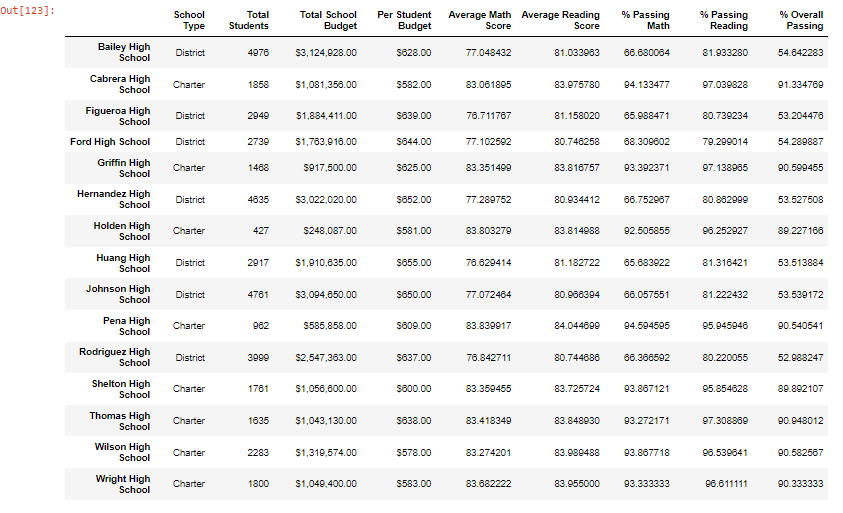 Out[123]:
School Type Total Students Total School Budget Per Student Budget Average Math Score Average Reading Score % Passing Math % Passing Reading % Overall Passing
Bailey High School District 4976 $3,124,928.00 $628.00 77.048432 81.033963 66.680064 81.933280 54.642283
Cabrera High School Charter 1858 $1,081,356.00 $582.00 83.061895 83.975780 94.133477 97.039828 91.334769
Figueroa High School District 2949 $1,884,411.00 $639.00 76.711767 81.158020 65.988471 80.739234 53.204476
Ford High School District 2739 $1,763,916.00 $644.00 77.102592 80.746258 68.309602 79.299014 54.289887
Griffin High School Charter 1468 $917,500.00 $625.00 83.351499 83.816757 93.392371 97.138965 90.599455
Hernandez High School District 4635 $3,022,020.00 $652.00 77.289752 80.934412 66.752967 80.862999 53.527508
Holden High School Charter 427 $248,087.00 $581.00 83.803279 83.814988 92.505855 96.252927 89.227166
Huang High School District 2917 $1,910,635.00 $655.00 76.629414 81.182722 65.683922 81.316421 53.513884
Johnson High School District 4761 $3,094,650.00 $650.00 77.072464 80.966394 66.057551 81.222432 53.539172
Pena High School Charter 962 $585,858.00 $609.00 83.839917 84.044699 94.594595 95.945946 90.540541
Rodriguez High School District 3999 $2,547,363.00 $637.00 76.842711 80.744686 66.366592 80.220055 52.988247
Shelton High School Charter 1761 $1,056,600.00 $600.00 83.359455 83.725724 93.867121 95.854628 89.892107
Thomas High School Charter 1635 $1,043,130.00 $638.00 83.418349 83.848930 93.272171 97.308869 90.948012
Wilson High School Charter 2283 $1,319,574.00 $578.00 83.274201 83.989488 93.867718 96.539641 90.582567
Wright High School Charter 1800 $1,049,400.00 $583.00 83.682222 83.955000 93.333333 96.611111 90.333333